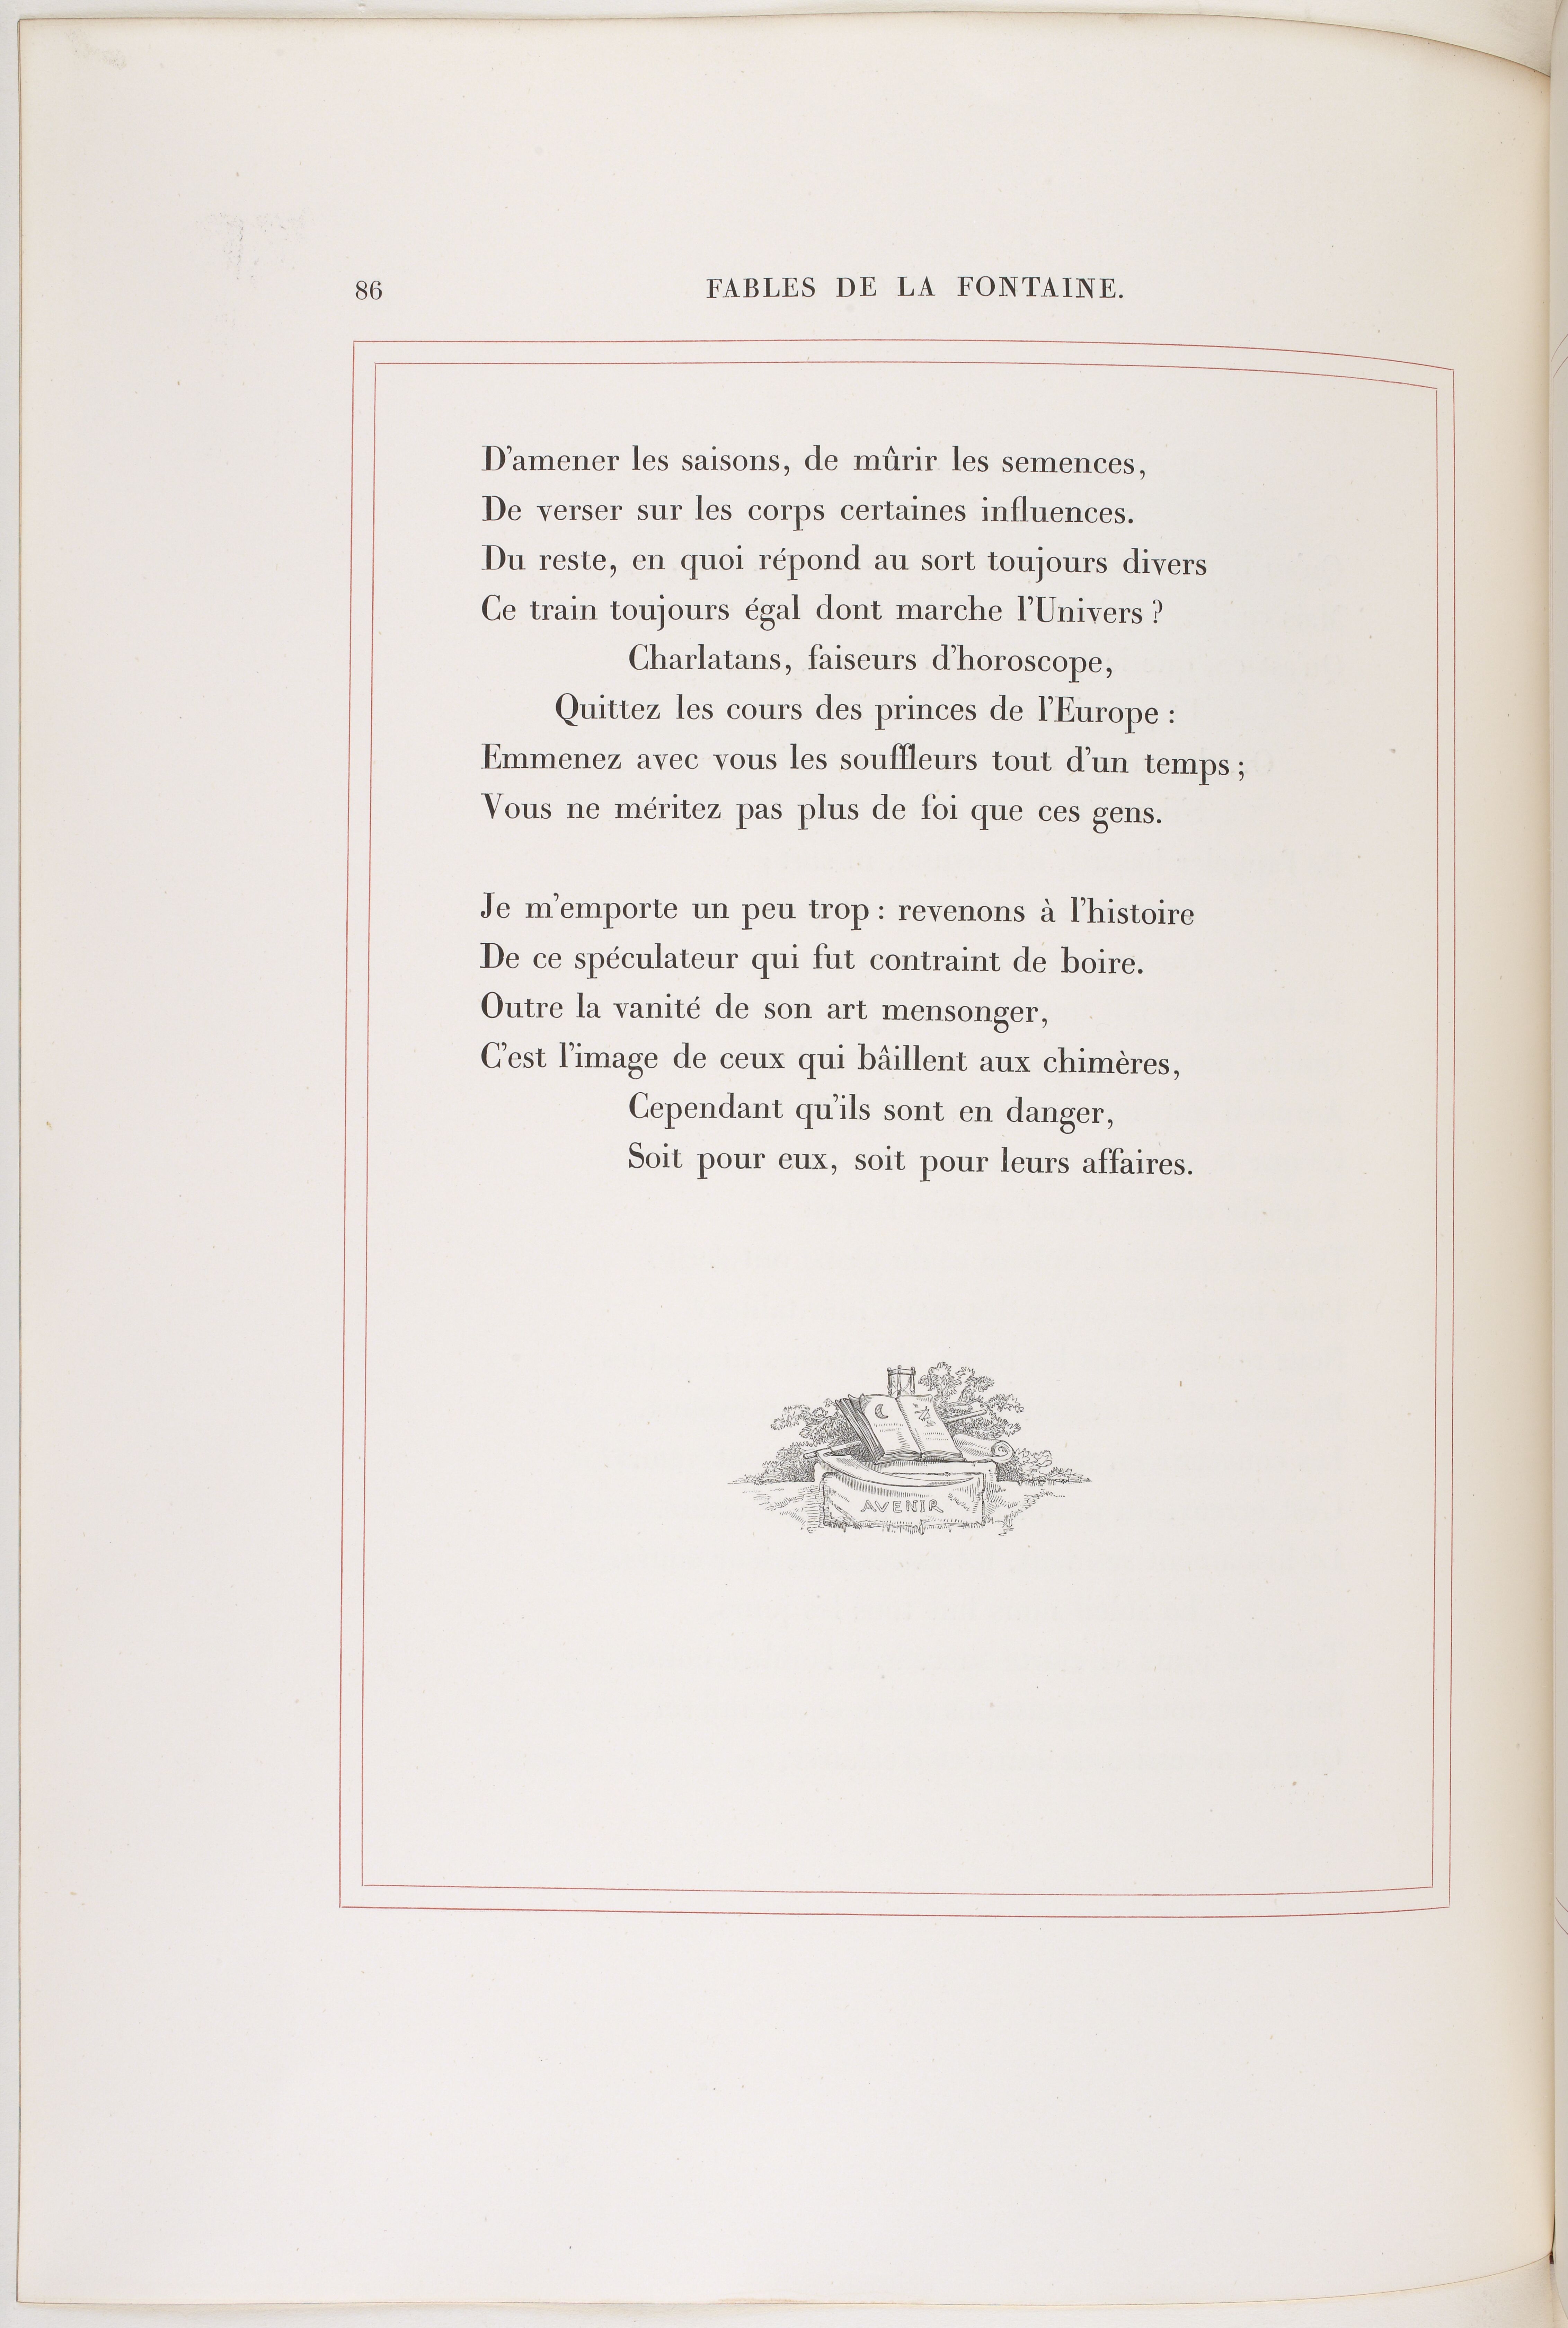 86
FABLES DE LA FONTAINE.
D'amener les saisons, de mûrir les semences,
De verser sur les corps certaines influences.
Du reste, en quoi répond au sort toujours divers
Ce train toujours égal dont marche l'Univers ?
Charlatans, faiseurs d'horoscope,
Quittez les cours des princes de l'Europe :
Emmenez avec vous les souffleurs tout d'un temps ;
Vous ne méritez pas plus de foi que ces gens.
Je m'emporte un peu trop : revenons à l'histoire
De ce spéculateur qui fut contraint de boire.
Outre la vanité de son art mensonger,
C'est l'image de ceux qui bâillent aux chimères,
Cependant qu'ils sont en danger,
Soit pour eux, soit pour leurs affaires.
AVENIR